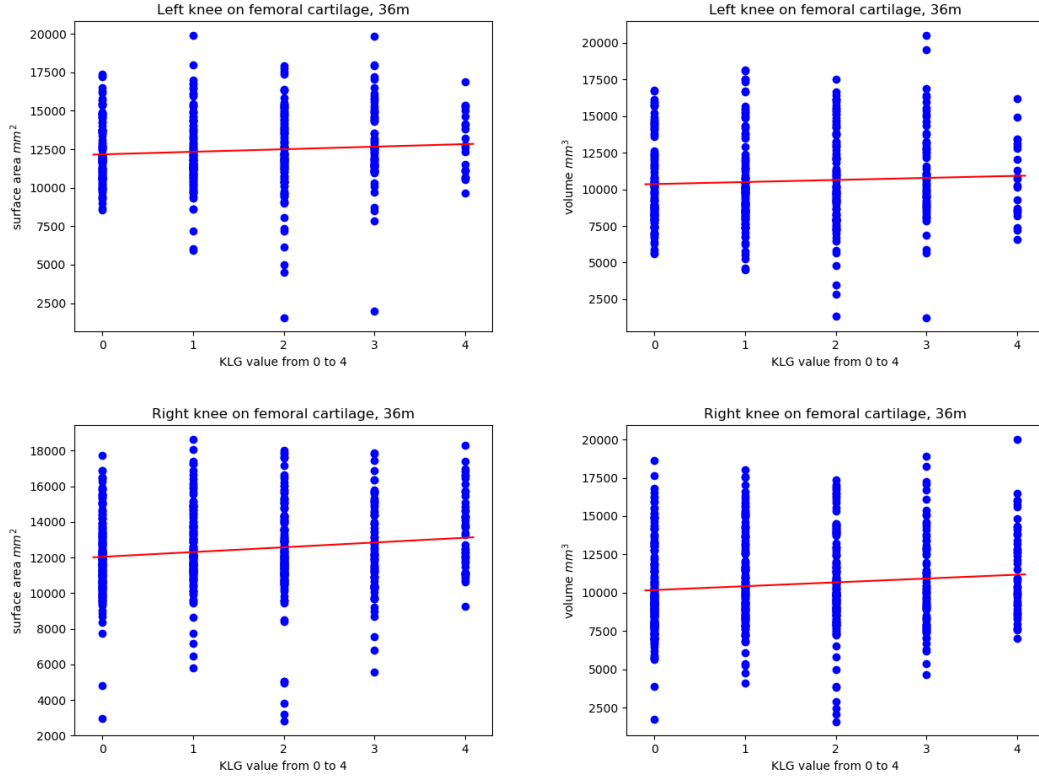 Left knee on femoral cartilage, 36m
20000
17500
15000
12500
10000
7500
5000
2500
surface area mm²
0 1 2 3 4
KLG value from 0 to 4
Left knee on femoral cartilage, 36m
20000
17500
15000
12500
10000
7500
5000
2500
volume mm³
0 1 2 3 4
KLG value from 0 to 4
Right knee on femoral cartilage, 36m
18000
16000
14000
12000
10000
8000
6000
4000
2000
surface area mm²
0 1 2 3 4
KLG value from 0 to 4
Right knee on femoral cartilage, 36m
20000
17500
15000
12500
10000
7500
5000
2500
volume mm³
0 1 2 3 4
KLG value from 0 to 4